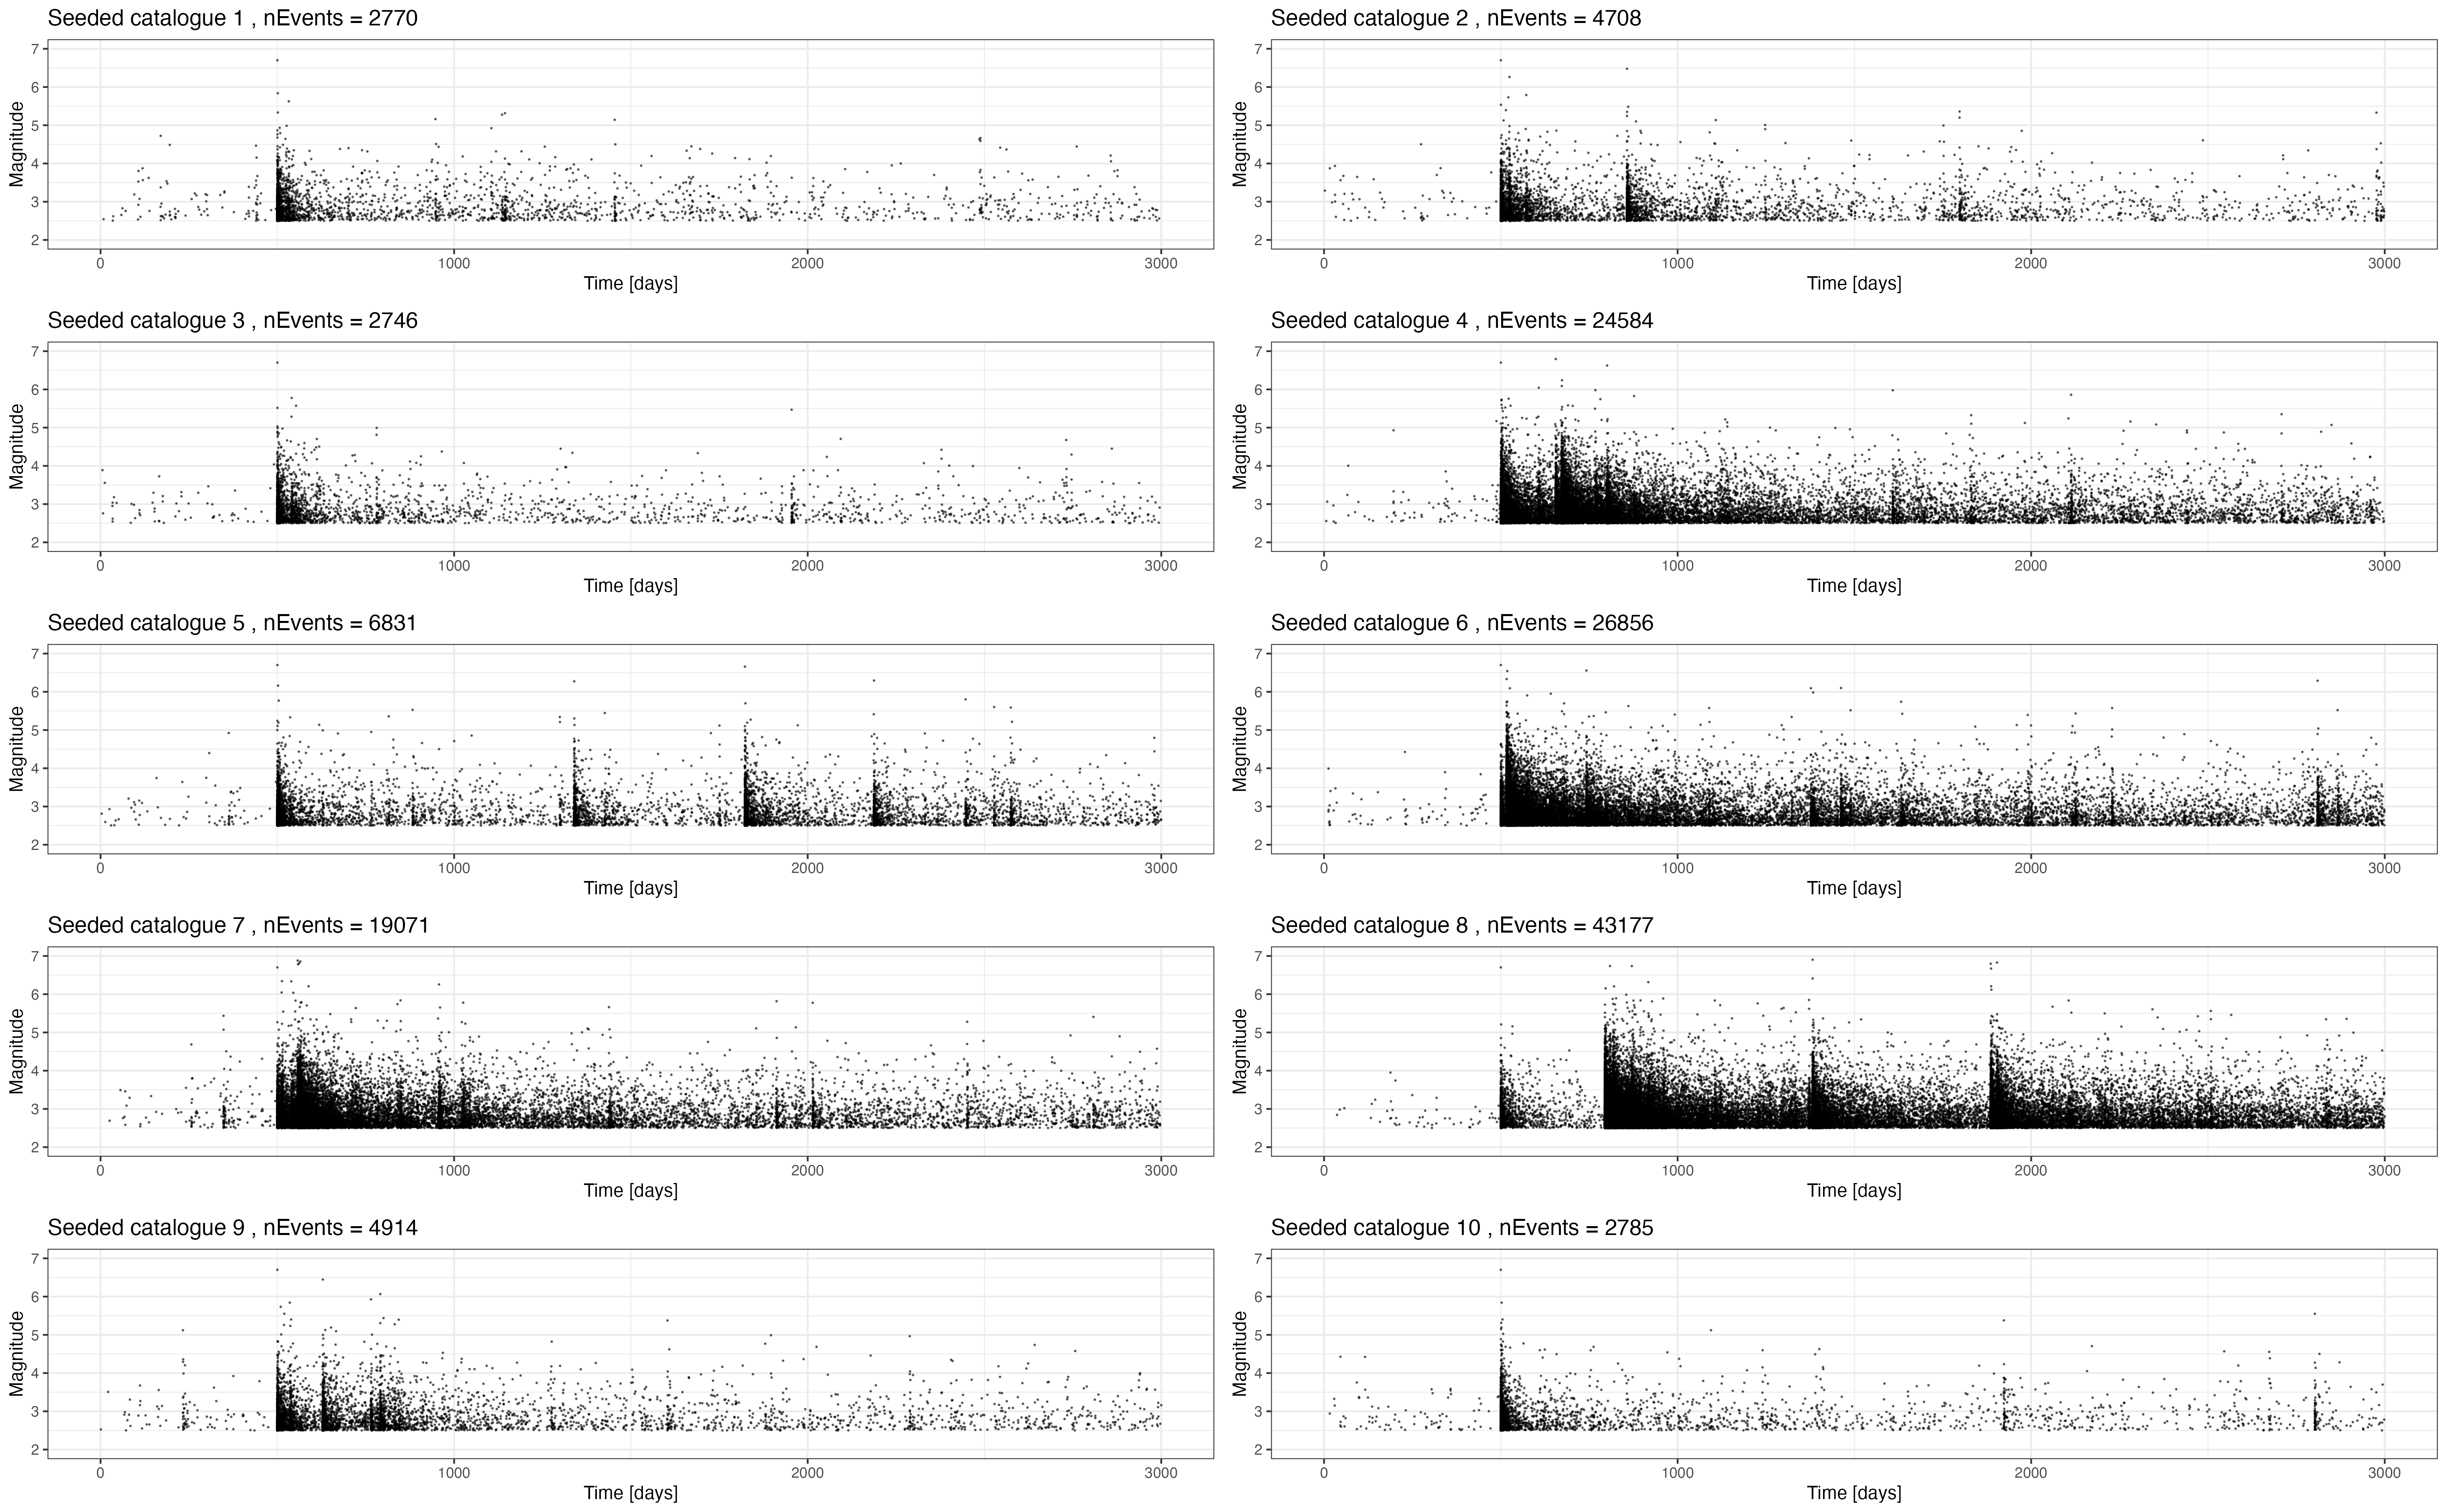 Seeded catalogue 1 , nEvents = 2770
7
6
5
4
3
2
Magnitude
0 1000 2000 3000
Time [days]
Seeded catalogue 2 , nEvents = 4708
7
6
5
4
3
2
Magnitude
0 1000 2000 3000
Time [days]
Seeded catalogue 3 , nEvents = 2746
7
6
5
4
3
2
Magnitude
0 1000 2000 3000
Time [days]
Seeded catalogue 4 , nEvents = 24584
7
6
5
4
3
2
Magnitude
0 1000 2000 3000
Time [days]
Seeded catalogue 5 , nEvents = 6831
7
6
5
4
3
2
Magnitude
0 1000 2000 3000
Time [days]
Seeded catalogue 6 , nEvents = 26856
7
6
5
4
3
2
Magnitude
0 1000 2000 3000
Time [days]
Seeded catalogue 7 , nEvents = 19071
7
6
5
4
3
2
Magnitude
0 1000 2000 3000
Time [days]
Seeded catalogue 8 , nEvents = 43177
7
6
5
4
3
2
Magnitude
0 1000 2000 3000
Time [days]
Seeded catalogue 9 , nEvents = 4914
7
6
5
4
3
2
Magnitude
0 1000 2000 3000
Time [days]
Seeded catalogue 10 , nEvents = 2785
7
6
5
4
3
2
Magnitude
0 1000 2000 3000
Time [days]